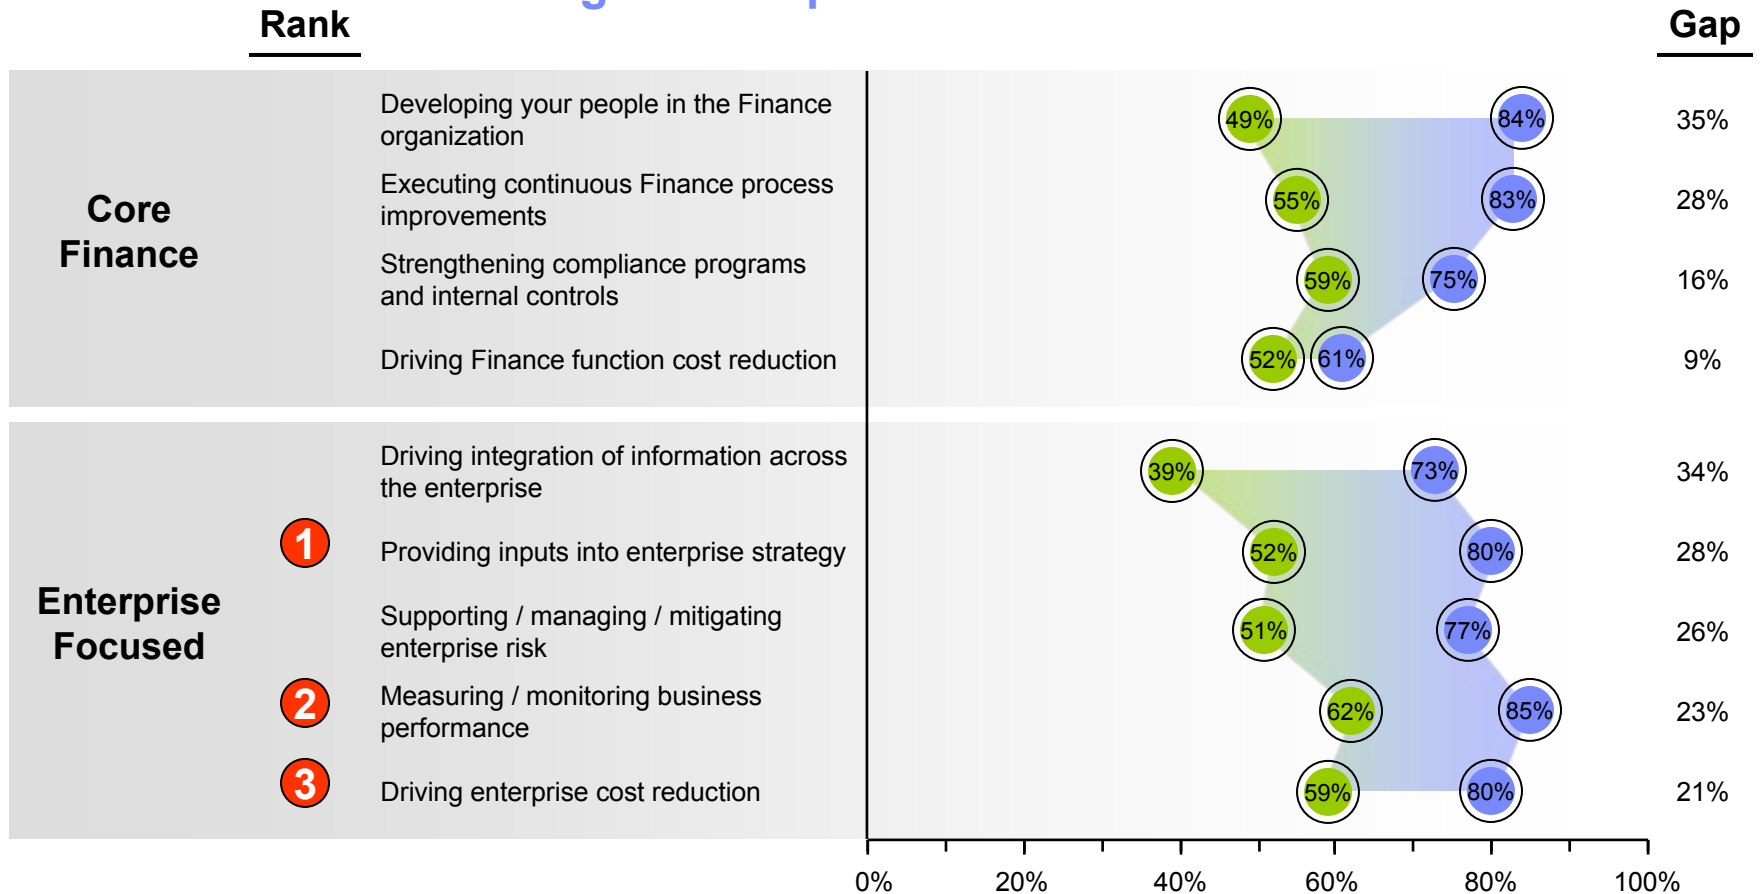 Rank
Gap
Core
Finance
Developing your people in the Finance
organization
49%
84%
35%
Executing continuous Finance process
improvements
55%
83%
28%
Strengthening compliance programs
and internal controls
59%
75%
16%
Driving Finance function cost reduction
52%
61%
9%
Enterprise
Focused
Driving integration of information across
the enterprise
39%
73%
34%
1
Providing inputs into enterprise strategy
52%
80%
28%
Supporting / managing / mitigating
enterprise risk
51%
77%
26%
2
Measuring / monitoring business
performance
62%
85%
23%
3
Driving enterprise cost reduction
59%
80%
21%
0%
20%
40%
60%
80%
100%